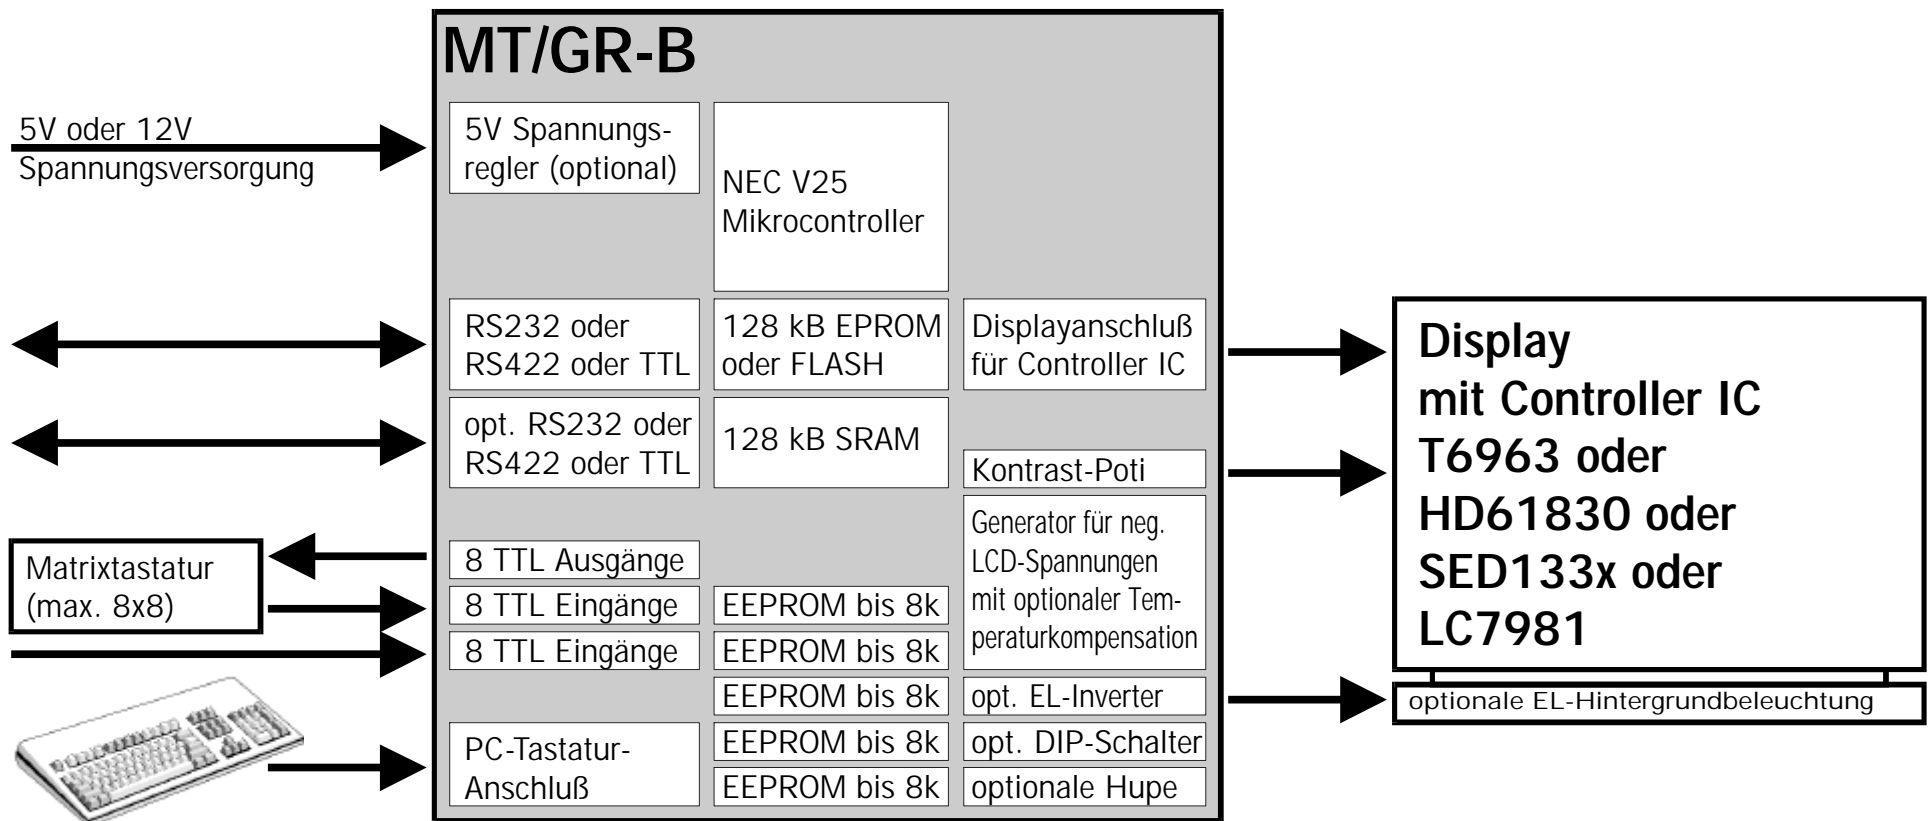 MT/GR-B
5V oder 12V
Spannungsversorgung
5V Spannungs-
regler (optional)
NEC V25
Mikrocontroller
RS232 oder
RS422 oder TTL
128 kB EPROM
oder FLASH
Displayanschluß
für Controller IC
opt. RS232 oder
RS422 oder TTL
128 kB SRAM
Kontrast-Poti
Generator für neg.
LCD-Spannungen
mit optionaler Tem-
peraturkompensation
Matrixtastatur
(max. 8x8)
8 TTL Ausgänge
8 TTL Eingänge
EEPROM bis 8k
8 TTL Eingänge
EEPROM bis 8k
EEPROM bis 8k
opt. EL-Inverter
PC-Tastatur-
Anschluß
EEPROM bis 8k
opt. DIP-Schalter
EEPROM bis 8k
optionale Hupe
Display
mit Controller IC
T6963 oder
HD61830 oder
SED133x oder
LC7981
optionale EL-Hintergrundbeleuchtung